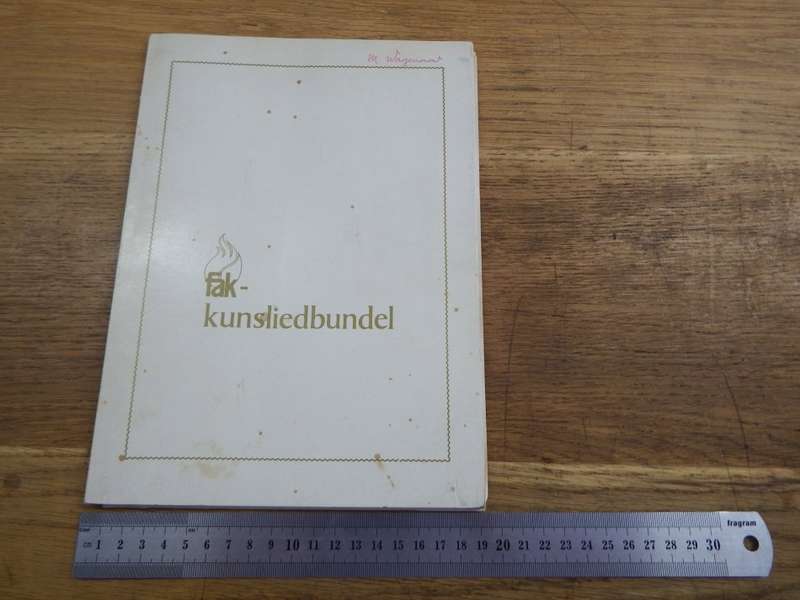 M. Wagenaar
fak-
kunsliedbundel
fragram
cm 1 2 3 4 5 6 7 8 9 10 11 12 13 14 15 16 17 18 19 20 21 22 23 24 25 26 27 28 29 30